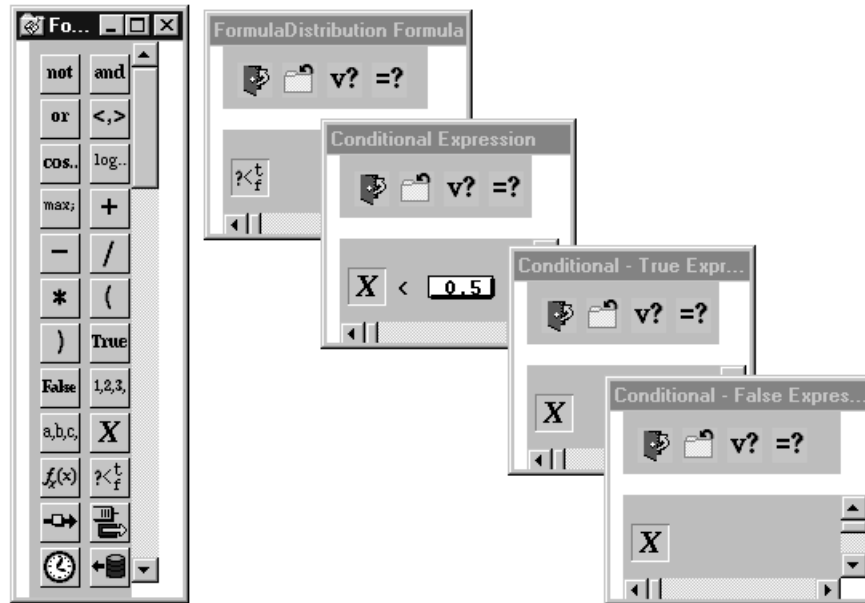 Fo...
not and
or <,>
cos.. log..
max; +
− /
* (
) True
False 1,2,3,
a,b,c, X
fx(x) ?<t f
FormulaDistribution Formula
v? =?
?<t f
Conditional Expression
v? =?
X < 0.5
Conditional - True Expr...
v? =?
X
Conditional - False Expres...
v? =?
X